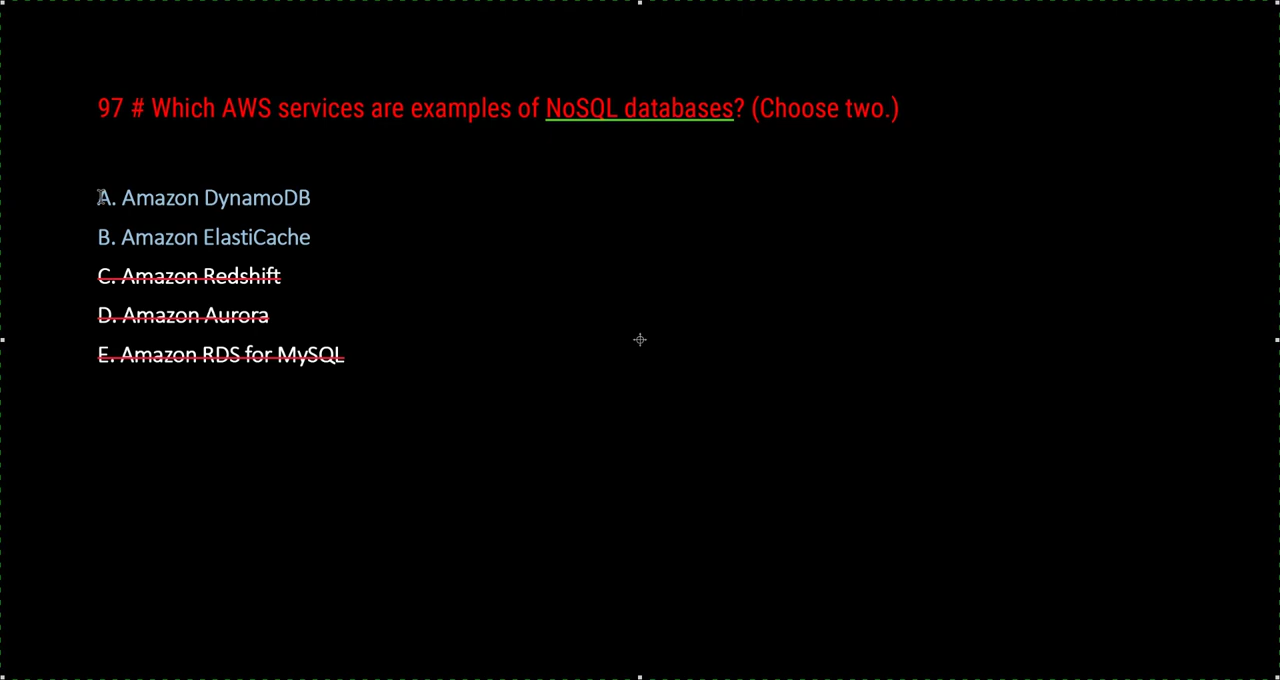 97 # Which AWS services are examples of NoSQL databases? (Choose two.)
A. Amazon DynamoDB
B. Amazon ElastiCache
C. Amazon Redshift
D. Amazon Aurora
E. Amazon RDS for MySQL